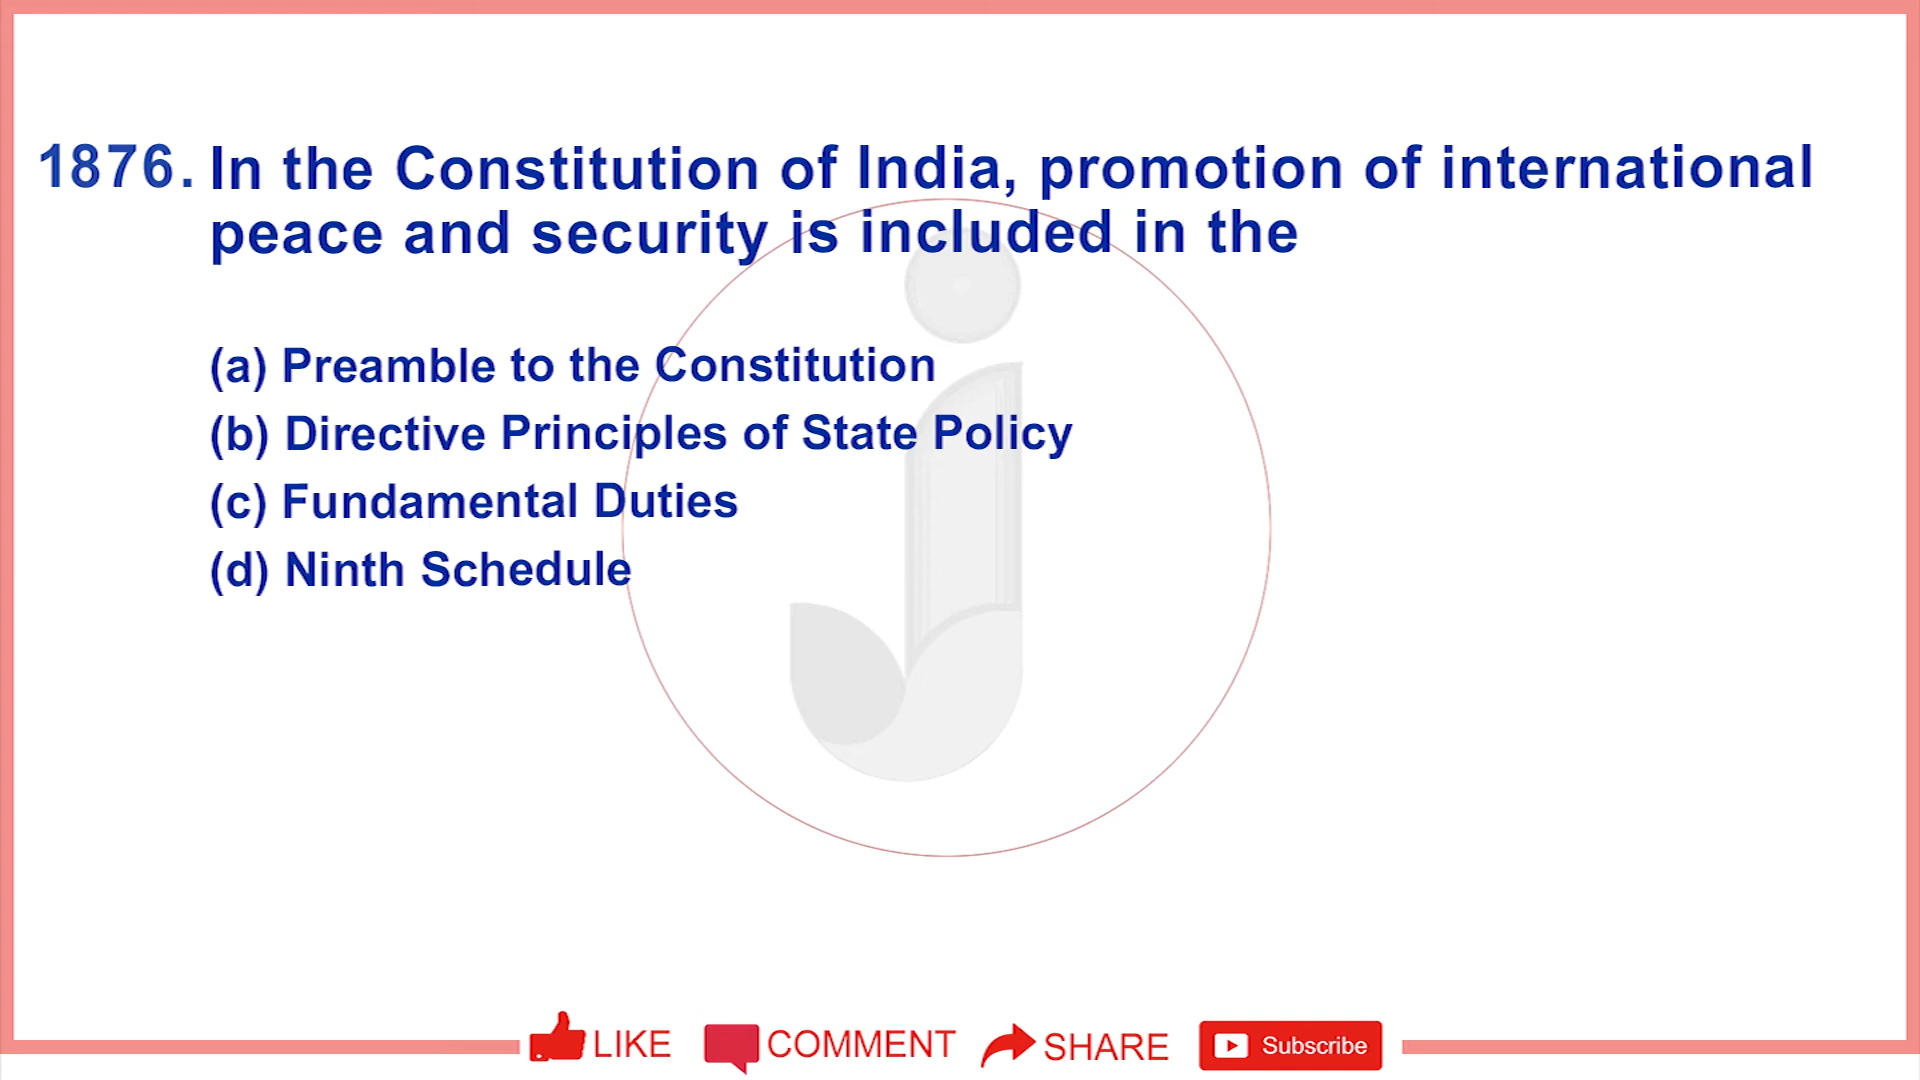 1876. In the Constitution of India, promotion of international
peace and security is included in the
(a) Preamble to the Constitution
(b) Directive Principles of State Policy
(c) Fundamental Duties
(d) Ninth Schedule
LIKE COMMENT SHARE Subscribe